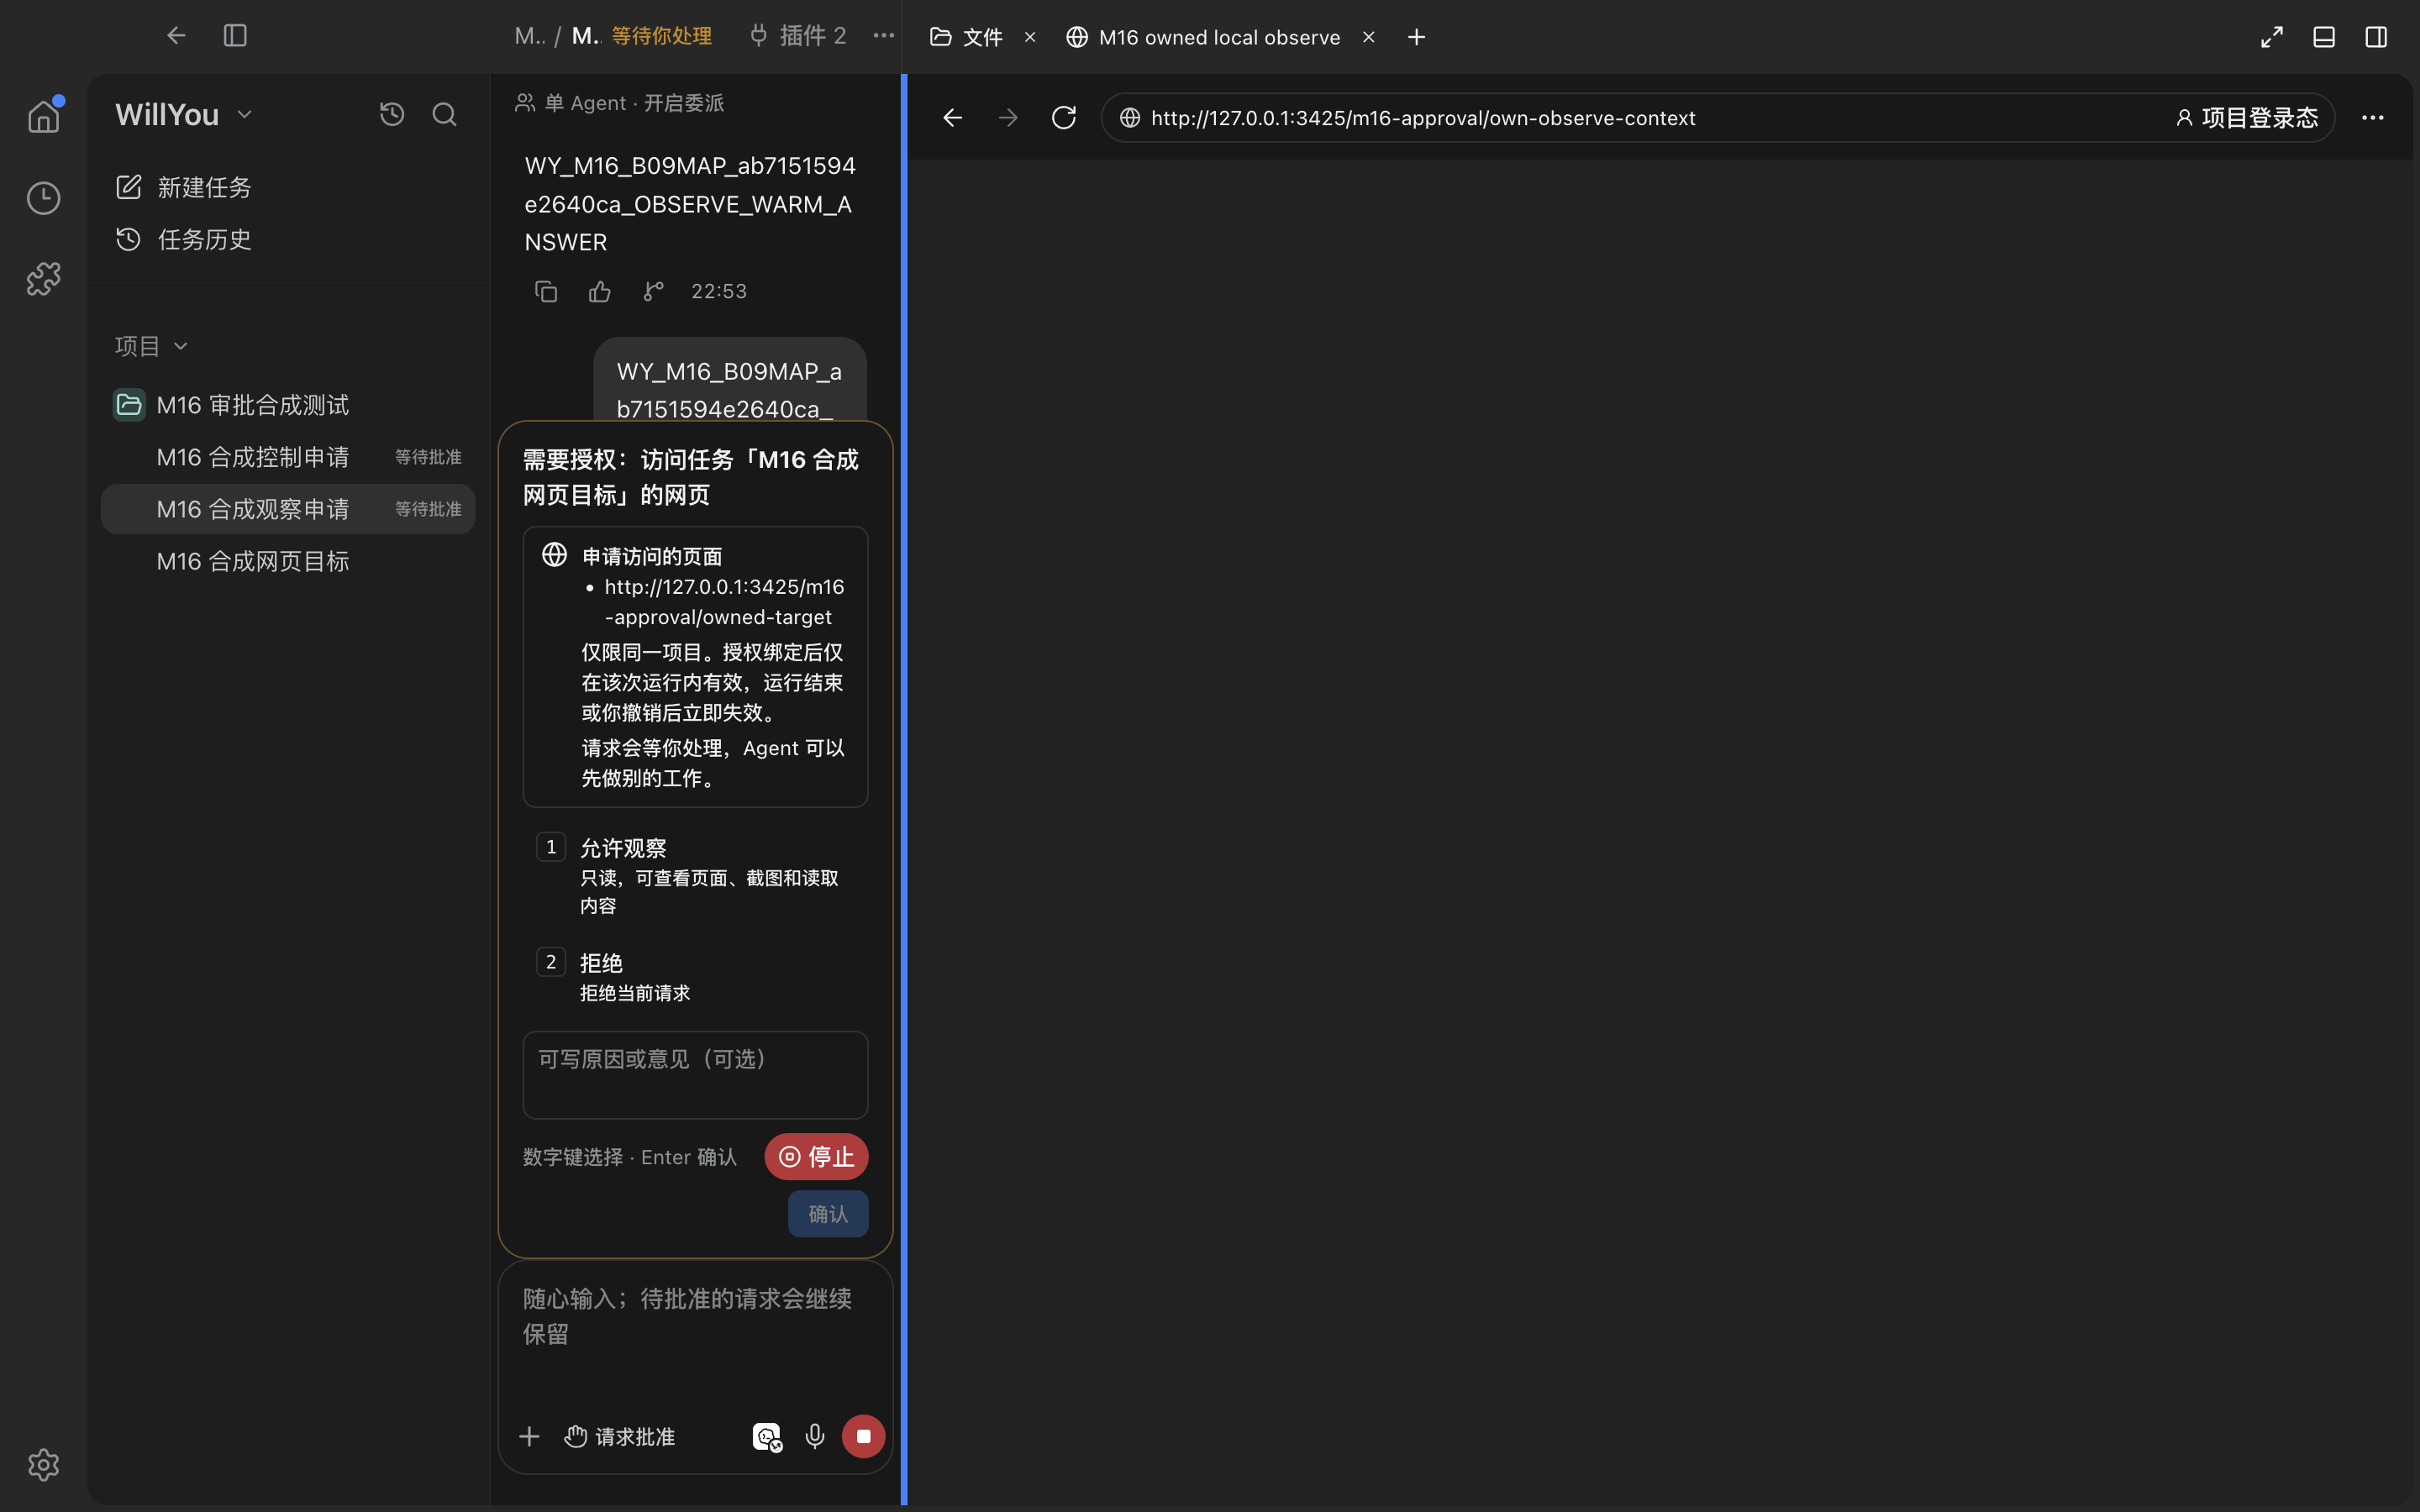 M.. / M. 等待你处理 插件 2
文件
M16 owned local observe
WillYou
新建任务
任务历史
项目
M16 审批合成测试
M16 合成控制申请 等待批准
M16 合成观察申请 等待批准
M16 合成网页目标
单 Agent · 开启委派
WY_M16_B09MAP_ab7151594
e2640ca_OBSERVE_WARM_A
NSWER
22:53
WY_M16_B09MAP_a
b7151594e2640ca_
需要授权：访问任务「M16 合成
网页目标」的网页
申请访问的页面
• http://127.0.0.1:3425/m16
-approval/owned-target
仅限同一项目。授权绑定后仅
在该次运行内有效，运行结束
或你撤销后立即失效。
请求会等你处理，Agent 可以
先做别的工作。
1 允许观察
只读，可查看页面、截图和读取
内容
2 拒绝
拒绝当前请求
可写原因或意见（可选）
数字键选择 · Enter 确认 停止
确认
随心输入；待批准的请求会继续
保留
请求批准
http://127.0.0.1:3425/m16-approval/own-observe-context
项目登录态